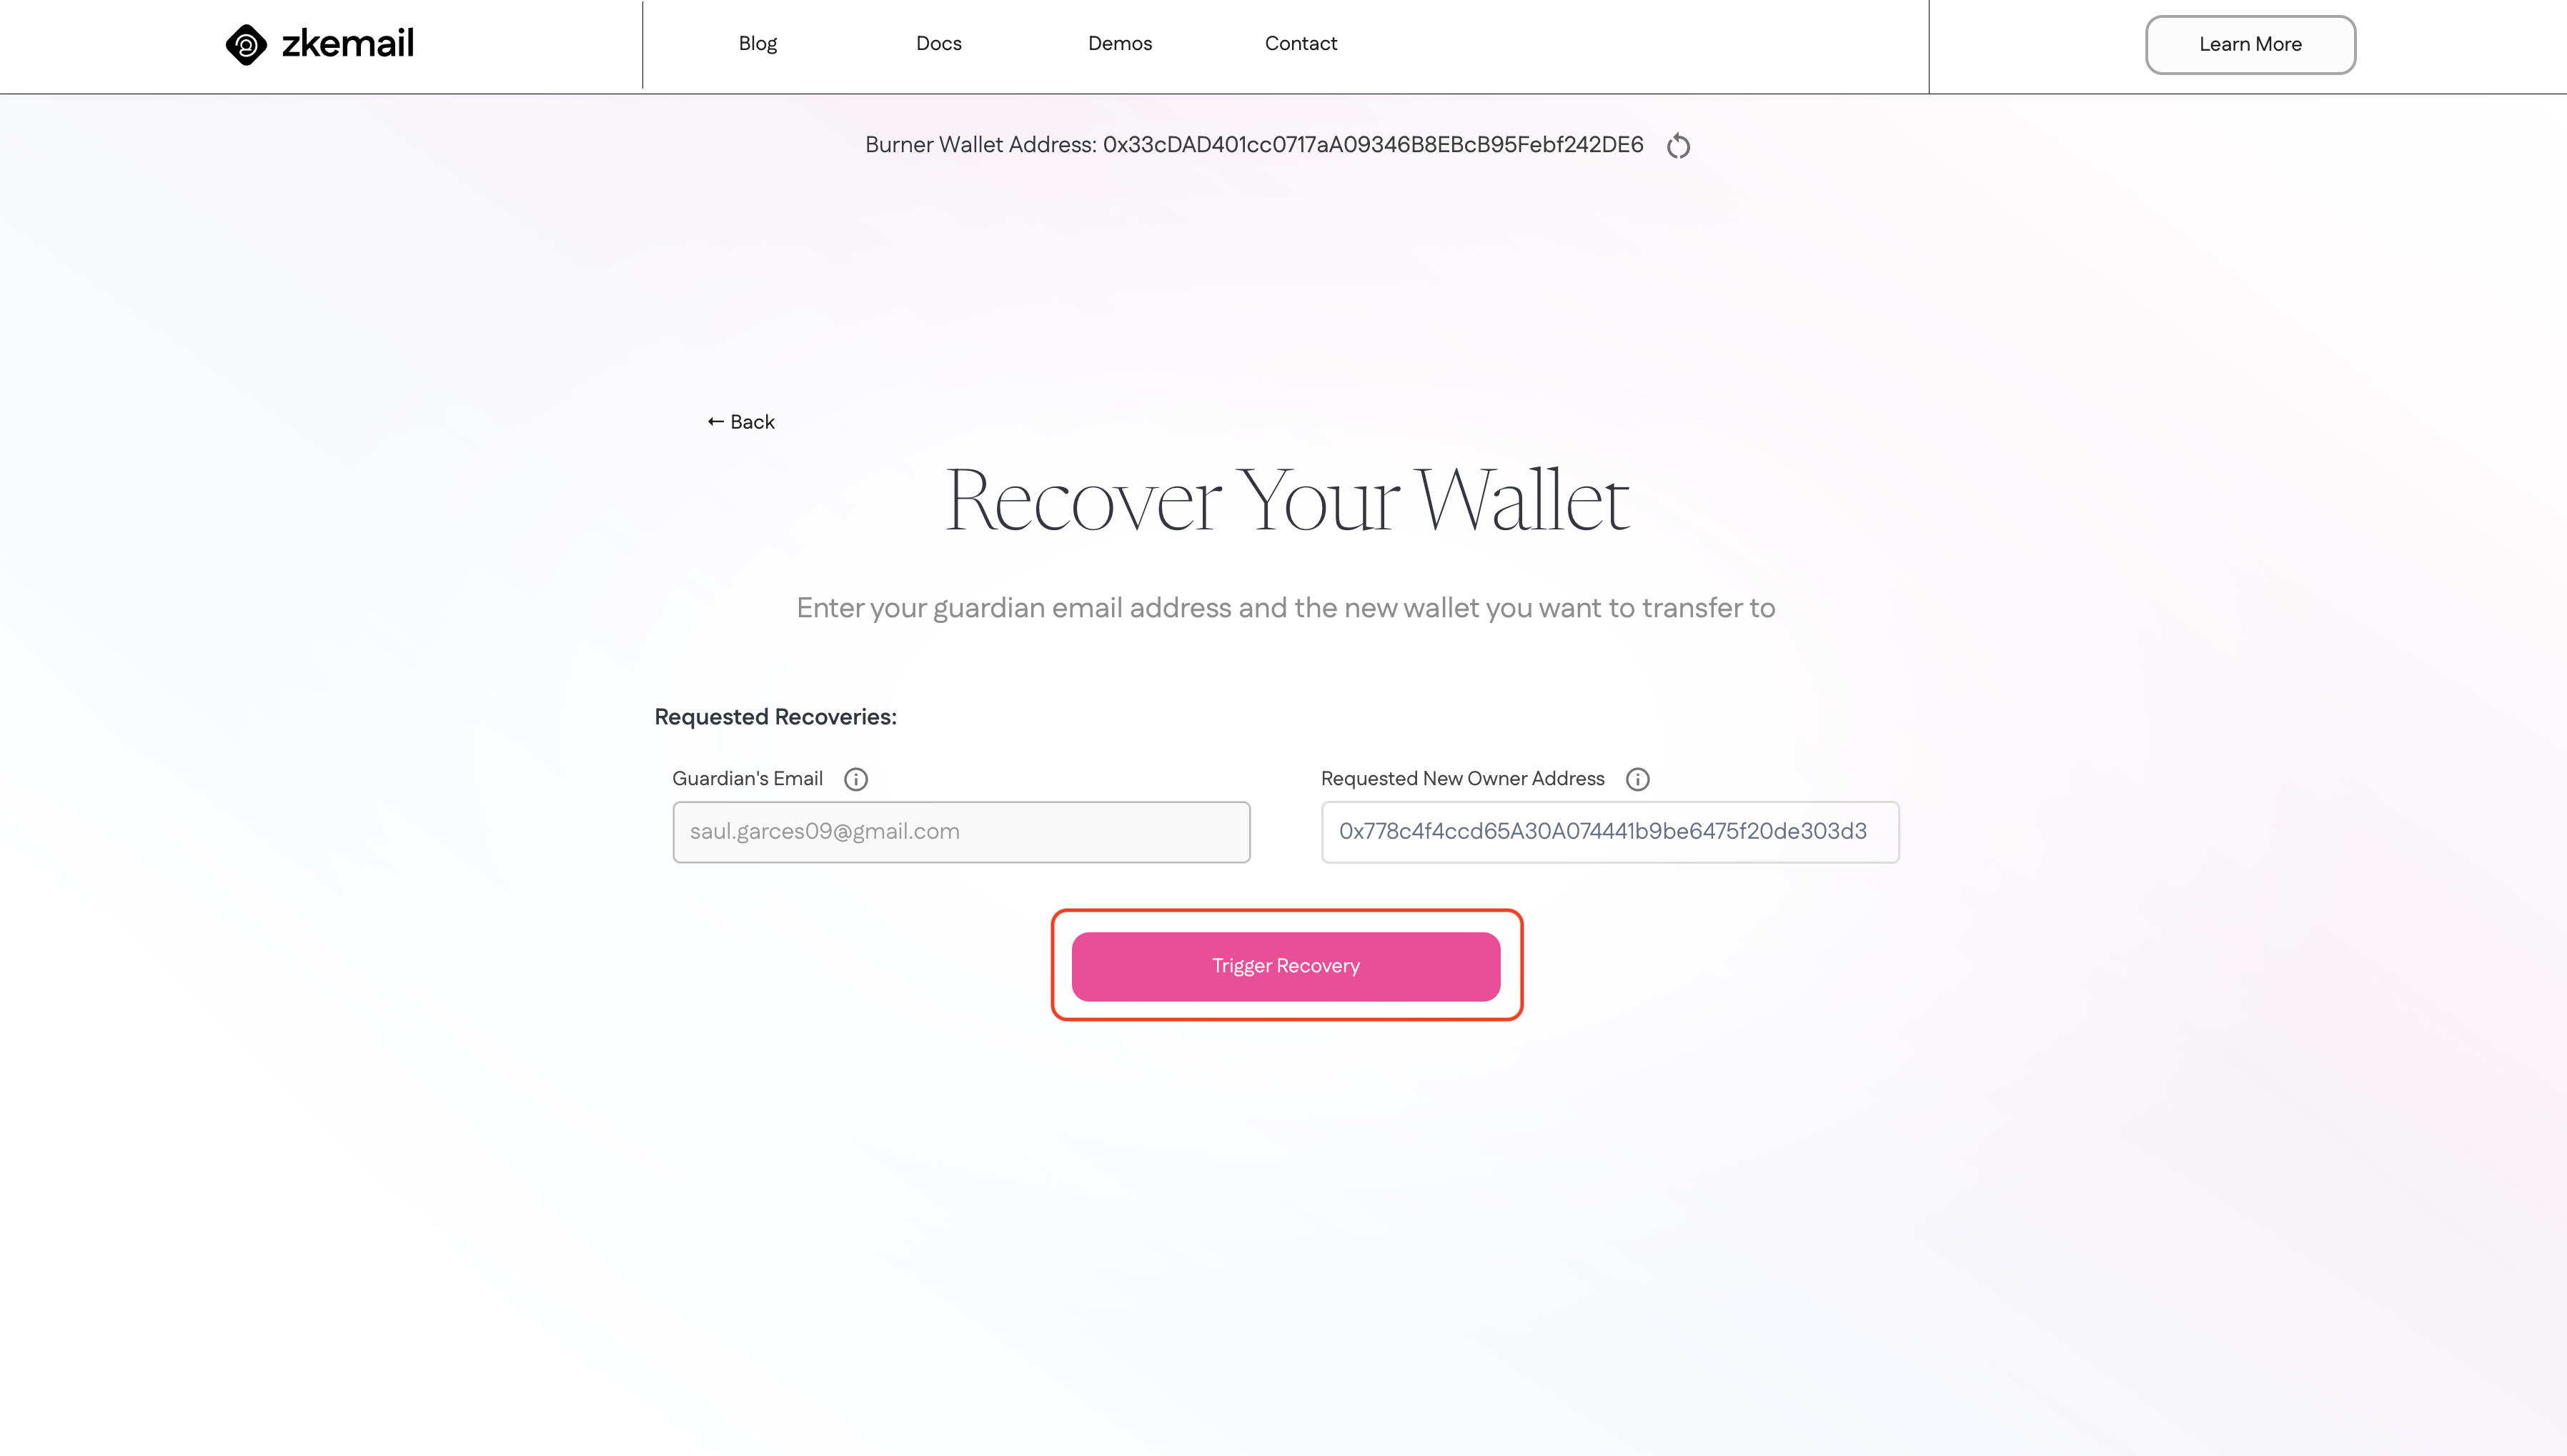 zkemail
Blog
Docs
Demos
Contact
Learn More
Burner Wallet Address: 0x33cDAD401cc0717aA09346B8EBcB95Febf242DE6
← Back
Recover Your Wallet
Enter your guardian email address and the new wallet you want to transfer to
Requested Recoveries:
Guardian's Email
Requested New Owner Address
saul.garces09@gmail.com
0x778c4f4ccd65A30A074441b9be6475f20de303d3
Trigger Recovery